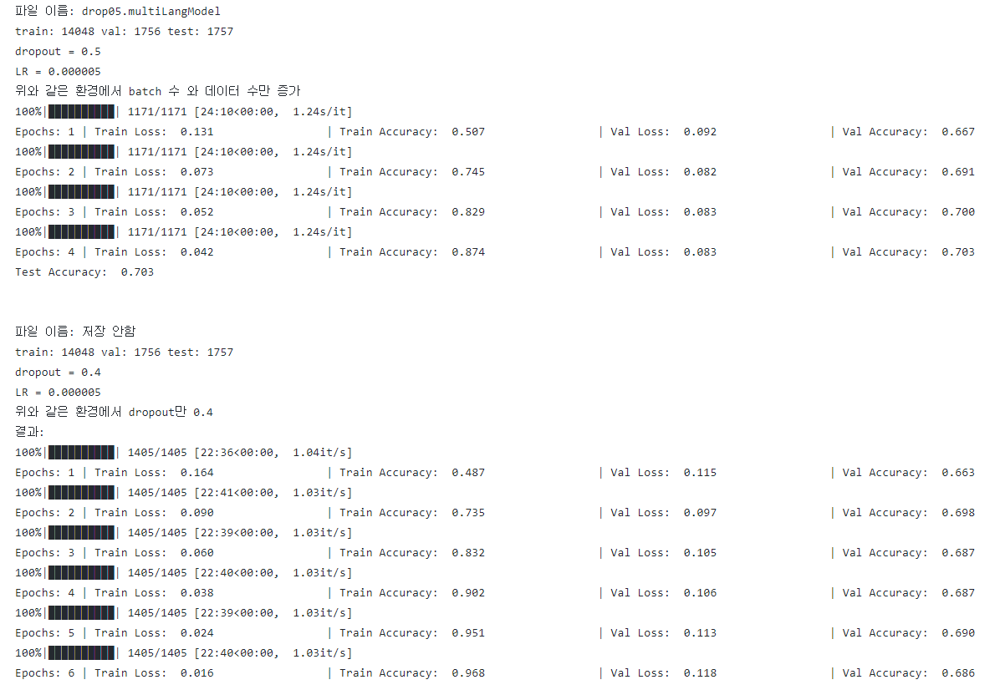 파일 이름: drop05.multiLangModel
train: 14048 val: 1756 test: 1757
dropout = 0.5
LR = 0.000005
위와 같은 환경에서 batch 수 와 데이터 수만 증가
100%|██████████| 1171/1171 [24:10<00:00,  1.24s/it]
Epochs: 1 | Train Loss:  0.131 | Train Accuracy:  0.507 | Val Loss:  0.092 | Val Accuracy:  0.667
100%|██████████| 1171/1171 [24:10<00:00,  1.24s/it]
Epochs: 2 | Train Loss:  0.073 | Train Accuracy:  0.745 | Val Loss:  0.082 | Val Accuracy:  0.691
100%|██████████| 1171/1171 [24:10<00:00,  1.24s/it]
Epochs: 3 | Train Loss:  0.052 | Train Accuracy:  0.829 | Val Loss:  0.083 | Val Accuracy:  0.700
100%|██████████| 1171/1171 [24:10<00:00,  1.24s/it]
Epochs: 4 | Train Loss:  0.042 | Train Accuracy:  0.874 | Val Loss:  0.083 | Val Accuracy:  0.703
Test Accuracy:  0.703
파일 이름: 저장 안함
train: 14048 val: 1756 test: 1757
dropout = 0.4
LR = 0.000005
위와 같은 환경에서 dropout만 0.4
결과:
100%|██████████| 1405/1405 [22:36<00:00,  1.04it/s]
Epochs: 1 | Train Loss:  0.164 | Train Accuracy:  0.487 | Val Loss:  0.115 | Val Accuracy:  0.663
100%|██████████| 1405/1405 [22:41<00:00,  1.03it/s]
Epochs: 2 | Train Loss:  0.090 | Train Accuracy:  0.735 | Val Loss:  0.097 | Val Accuracy:  0.698
100%|██████████| 1405/1405 [22:39<00:00,  1.03it/s]
Epochs: 3 | Train Loss:  0.060 | Train Accuracy:  0.832 | Val Loss:  0.105 | Val Accuracy:  0.687
100%|██████████| 1405/1405 [22:40<00:00,  1.03it/s]
Epochs: 4 | Train Loss:  0.038 | Train Accuracy:  0.902 | Val Loss:  0.106 | Val Accuracy:  0.687
100%|██████████| 1405/1405 [22:39<00:00,  1.03it/s]
Epochs: 5 | Train Loss:  0.024 | Train Accuracy:  0.951 | Val Loss:  0.113 | Val Accuracy:  0.690
100%|██████████| 1405/1405 [22:40<00:00,  1.03it/s]
Epochs: 6 | Train Loss:  0.016 | Train Accuracy:  0.968 | Val Loss:  0.118 | Val Accuracy:  0.686